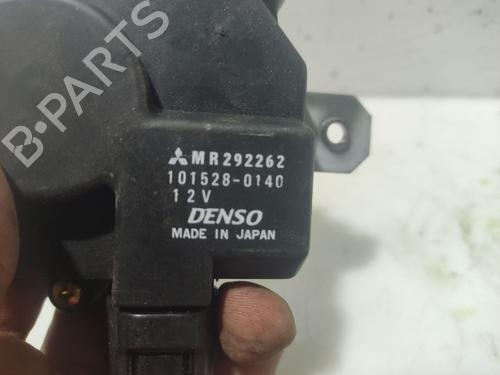 B-PARTS
MR292262
101528-0140
12V
DENSO
MADE IN JAPAN